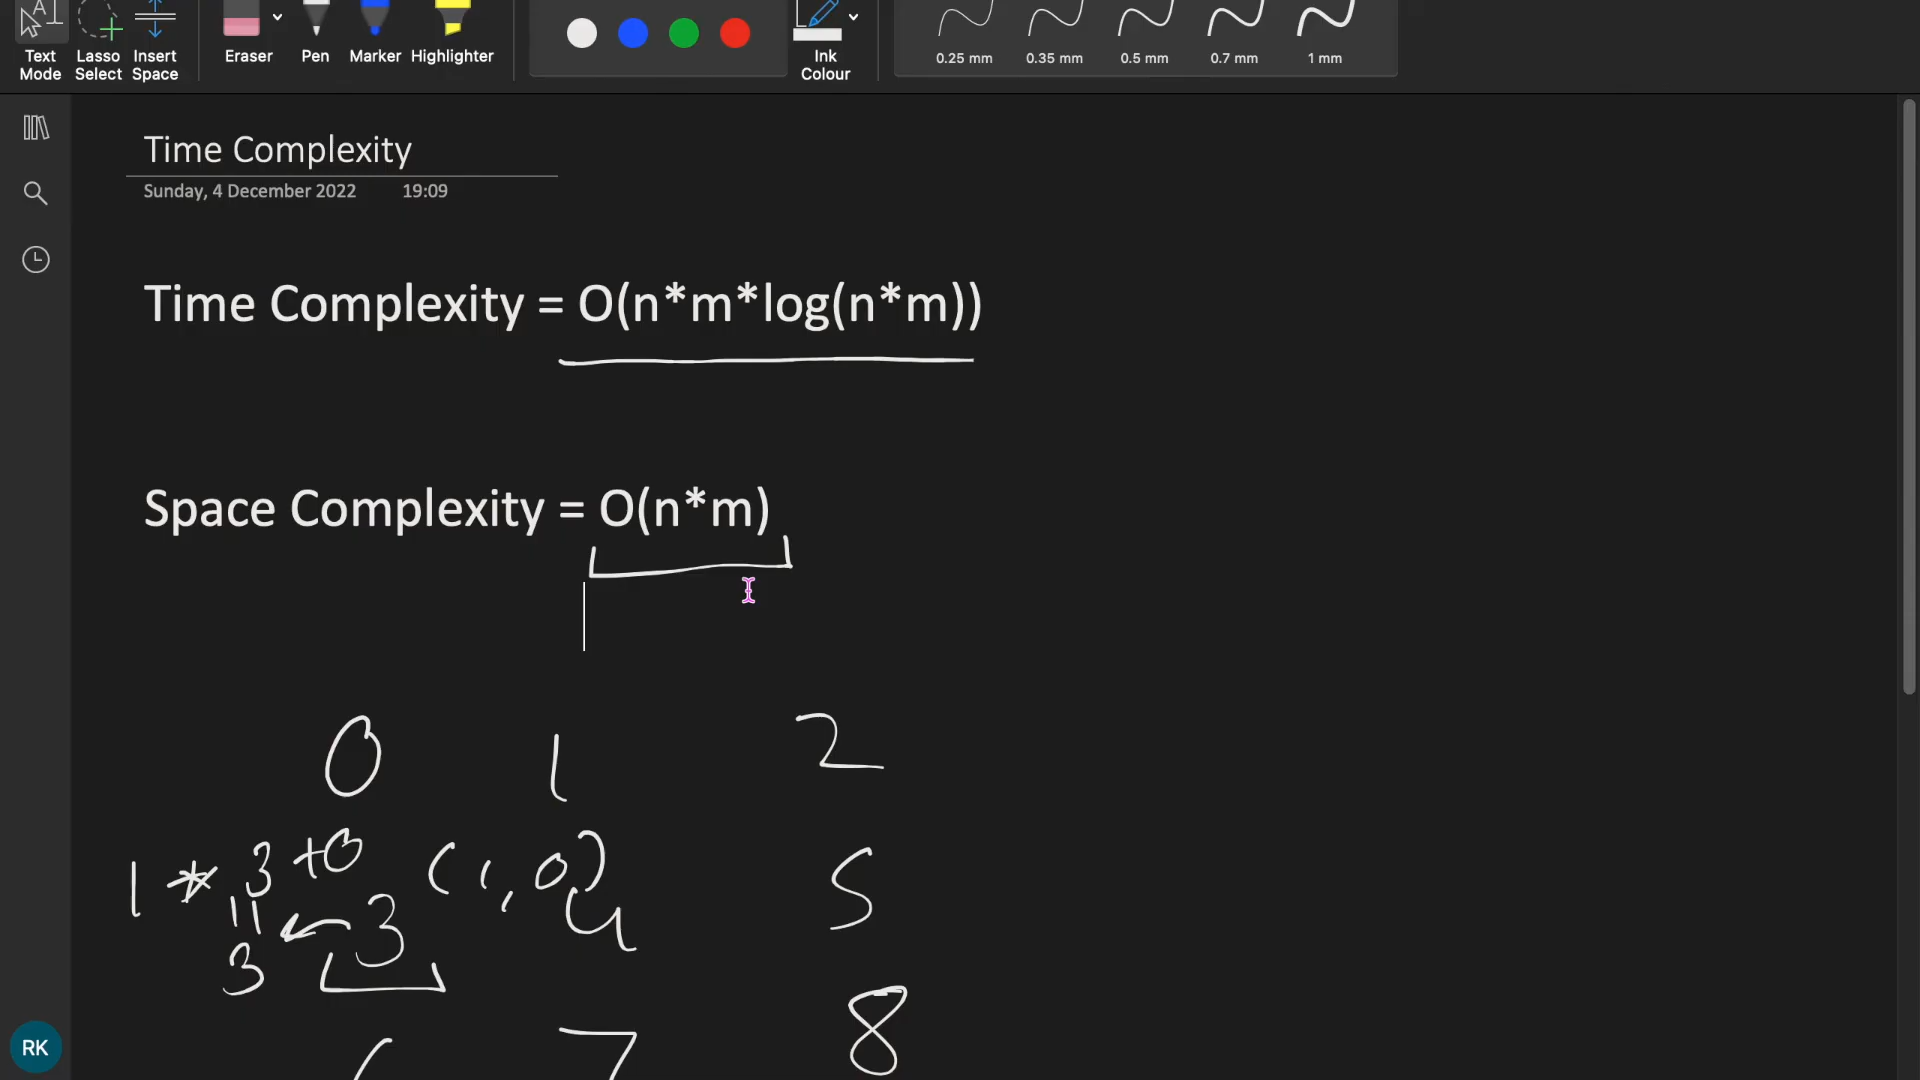 Text Mode
Lasso Select
Insert Space
Eraser
Pen
Marker
Highlighter
Ink Colour
0.25 mm
0.35 mm
0.5 mm
0.7 mm
1 mm
Time Complexity
Sunday, 4 December 2022 19:09
Time Complexity = O(n*m*log(n*m))
Space Complexity = O(n*m)
0 1 2
1 * 3 + 0 (1, 0)
3 4 5
3
7 8
RK